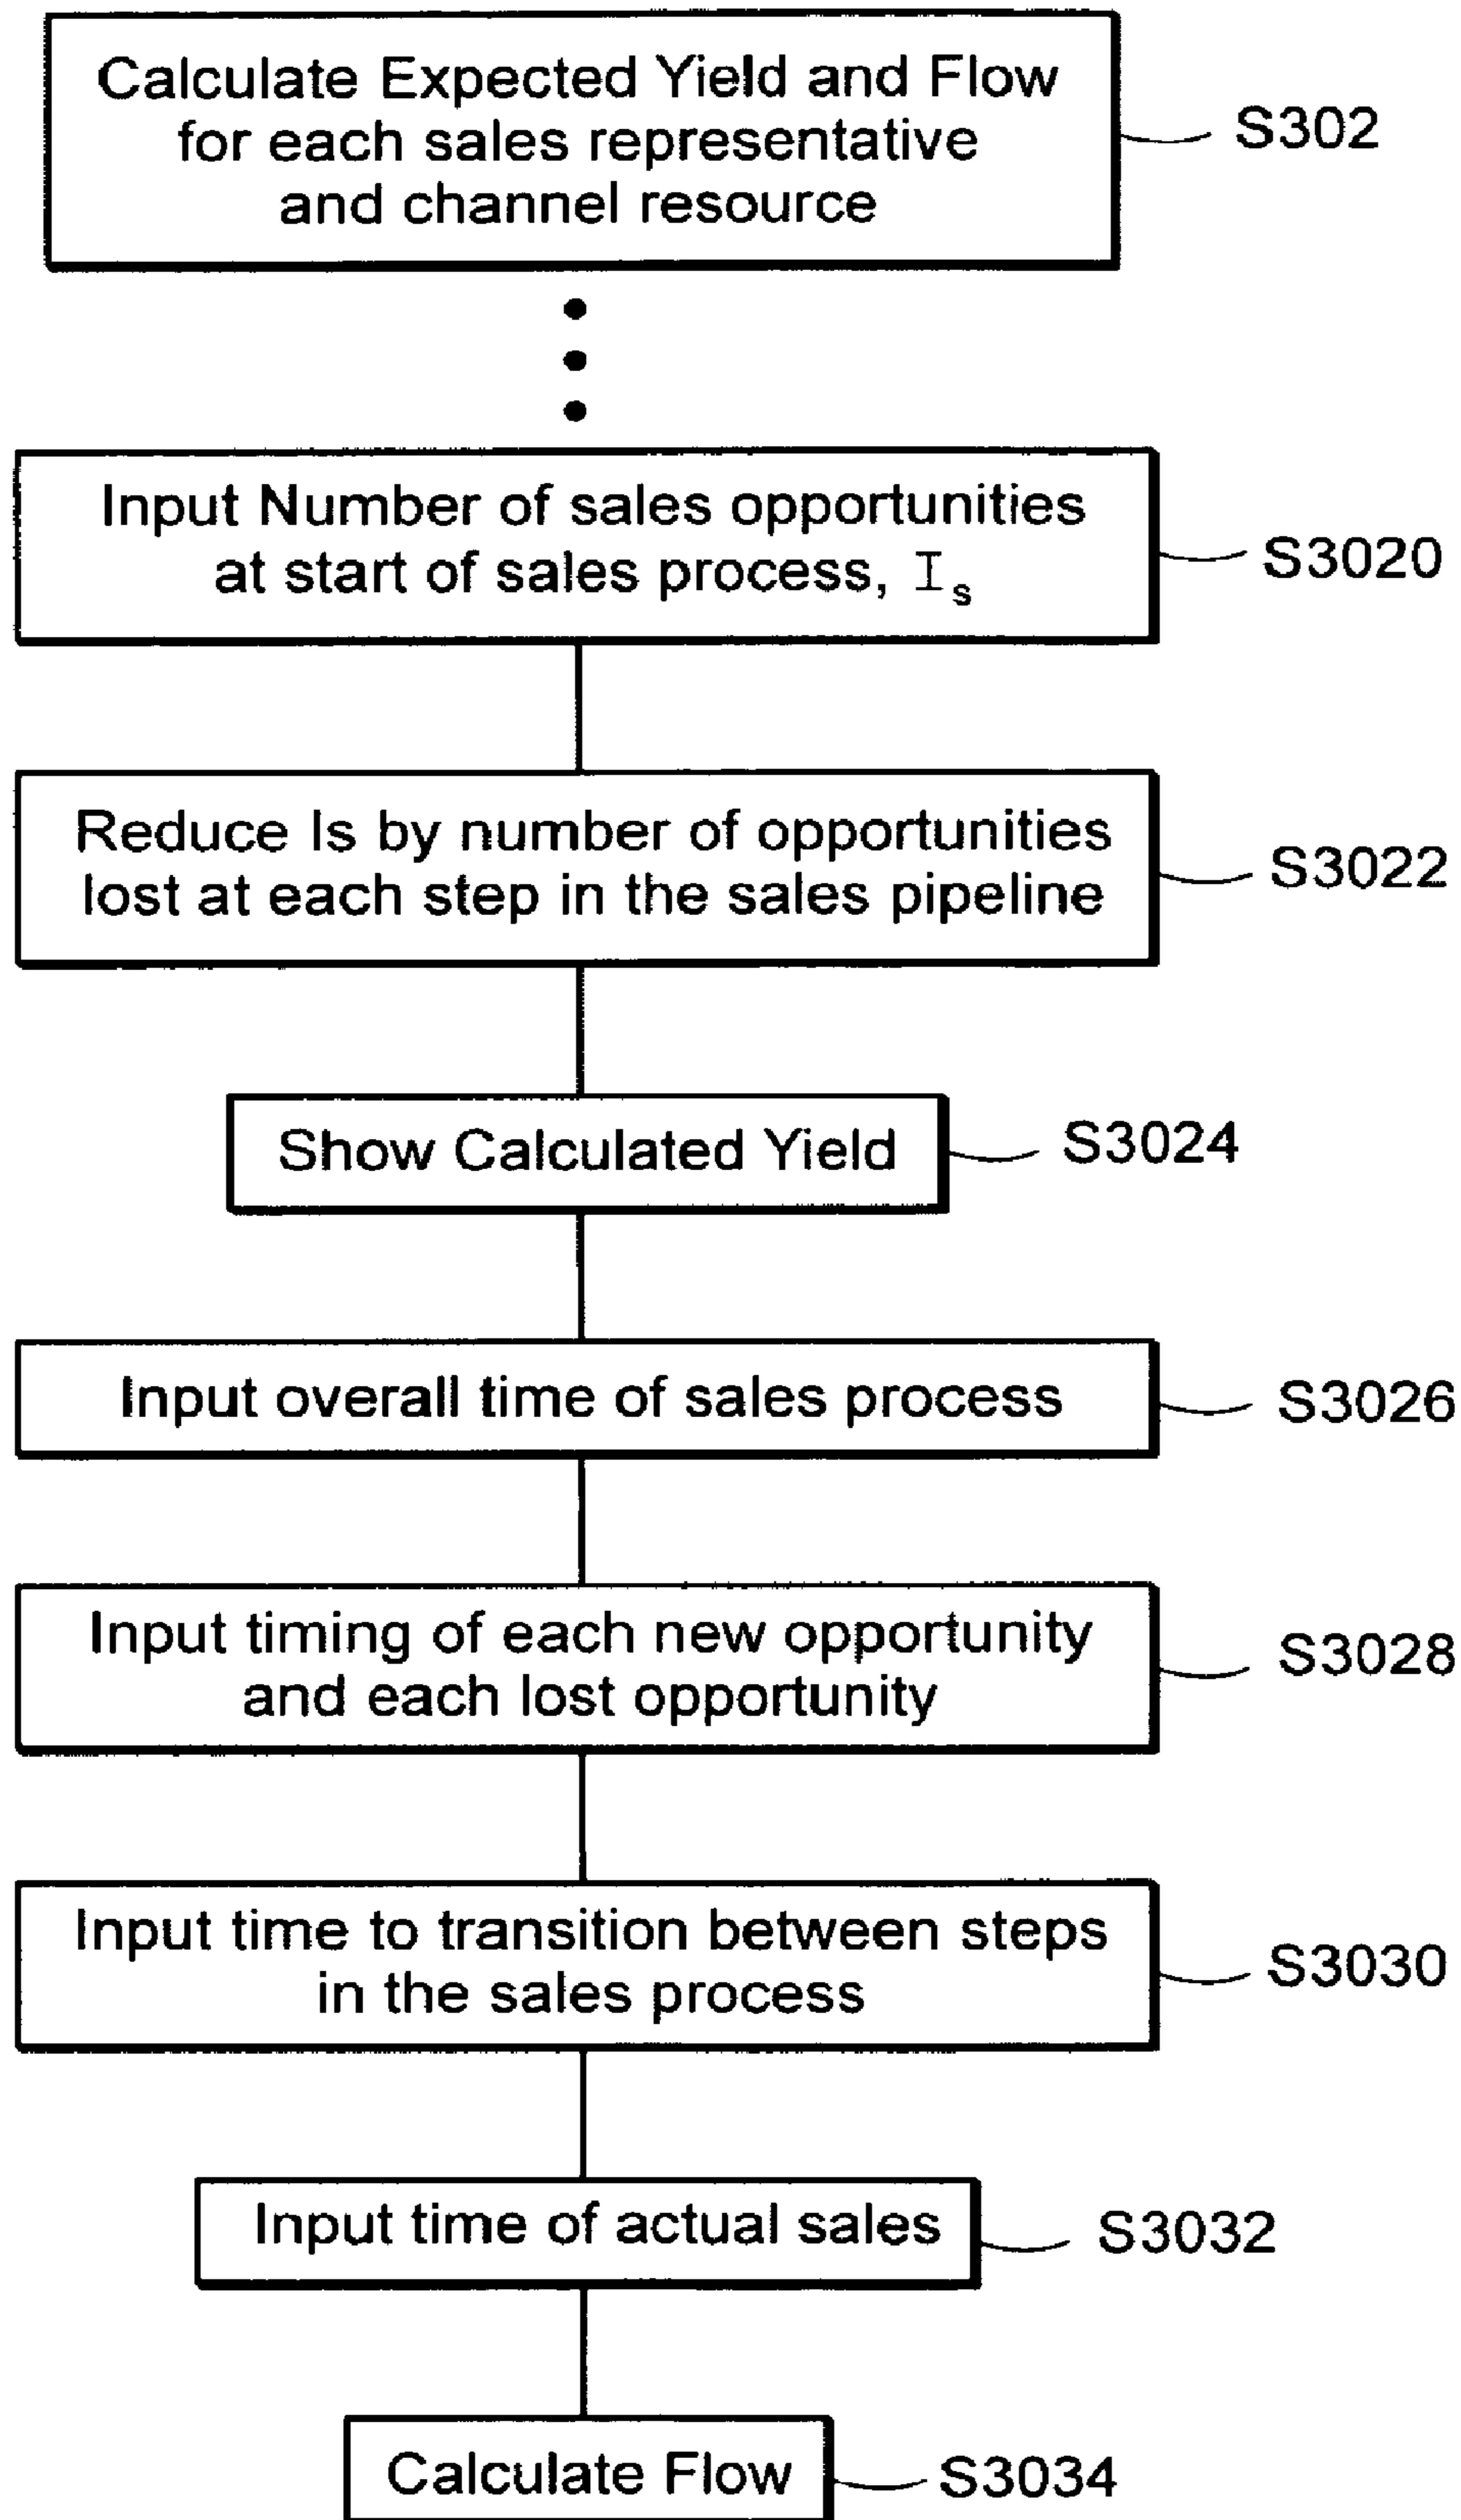 Calculate Expected Yield and Flow
for each sales representative
and channel resource
S302
Input Number of sales opportunities
at start of sales process, Is
S3020
Reduce Is by number of opportunities
lost at each step in the sales pipeline
S3022
Show Calculated Yield
S3024
Input overall time of sales process
S3026
Input timing of each new opportunity
and each lost opportunity
S3028
Input time to transition between steps
in the sales process
S3030
Input time of actual sales
S3032
Calculate Flow
S3034